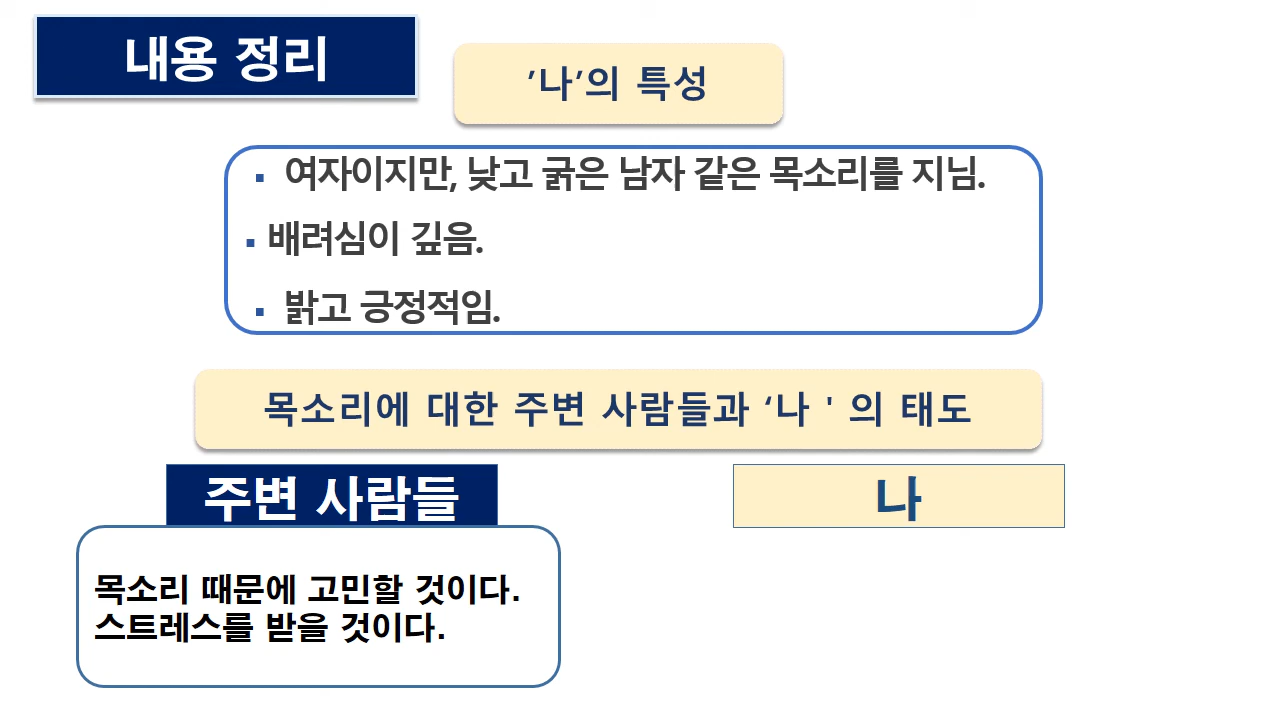 내용 정리
’나’의 특성
▪ 여자이지만, 낮고 굵은 남자 같은 목소리를 지님.
▪ 배려심이 깊음.
▪ 밝고 긍정적임.
목소리에 대한 주변 사람들과 ‘나 ' 의 태도
주변 사람들
나
목소리 때문에 고민할 것이다.
스트레스를 받을 것이다.